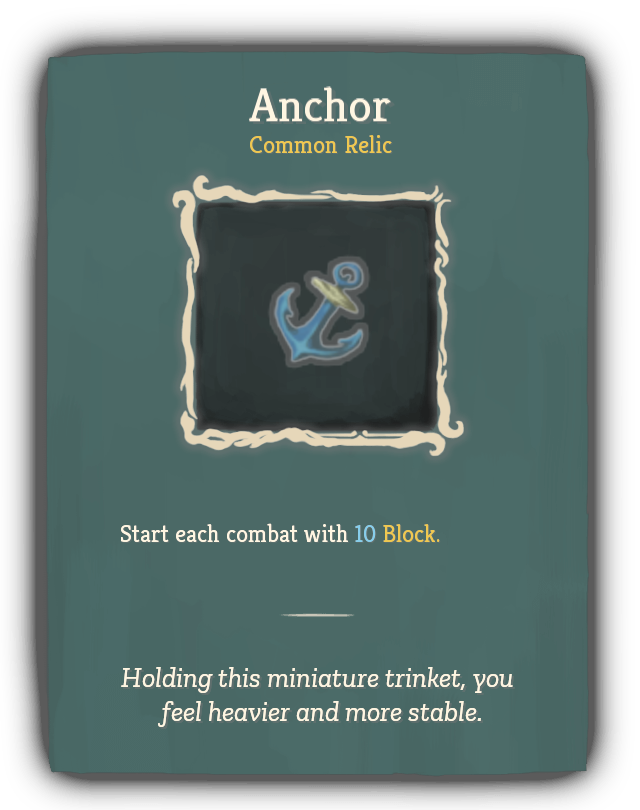 Anchor
Common Relic
Start each combat with 10 Block.
Holding this miniature trinket, you
feel heavier and more stable.